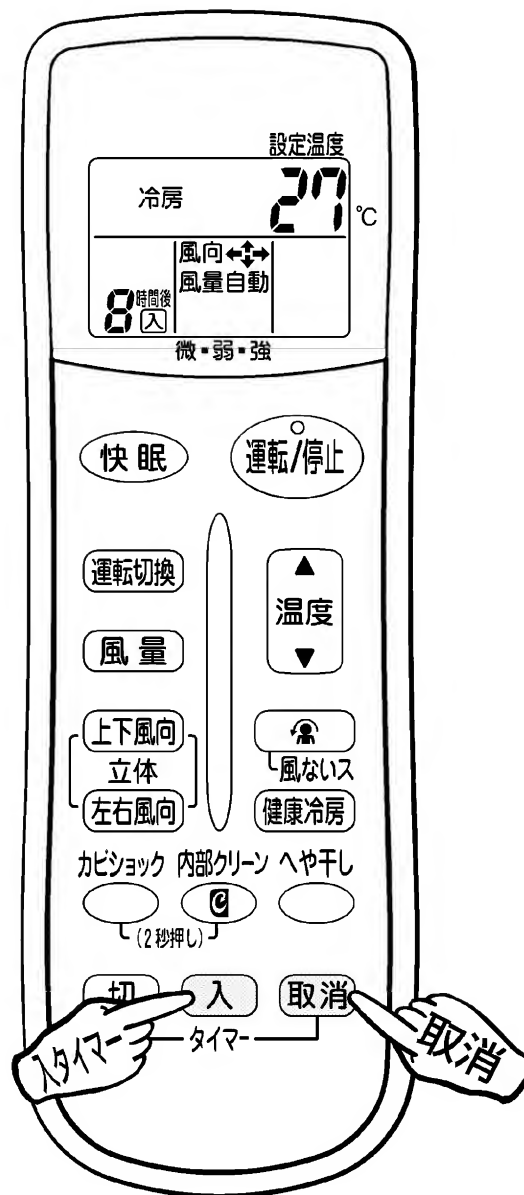 設定温度
冷房 27 ℃
風向
風量自動
8 時間後 入
微・弱・強
快眠
運転/停止
運転切換
▲
温度
▼
風量
上下風向
立体
左右風向
風ないス
健康冷房
カビショック 内部クリーン へや干し
(2秒押し)
切 入 取消
タイマー
入タイマー
取消